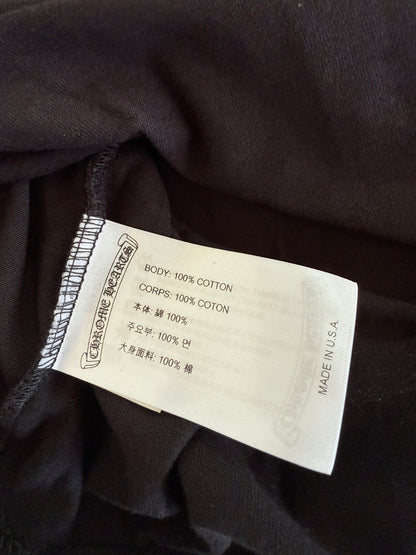 CHROME HEARTS
BODY: 100% COTTON
CORPS: 100% COTON
本体: 綿 100%
주요부: 100% 면
大身面料: 100% 棉
MADE IN U.S.A.